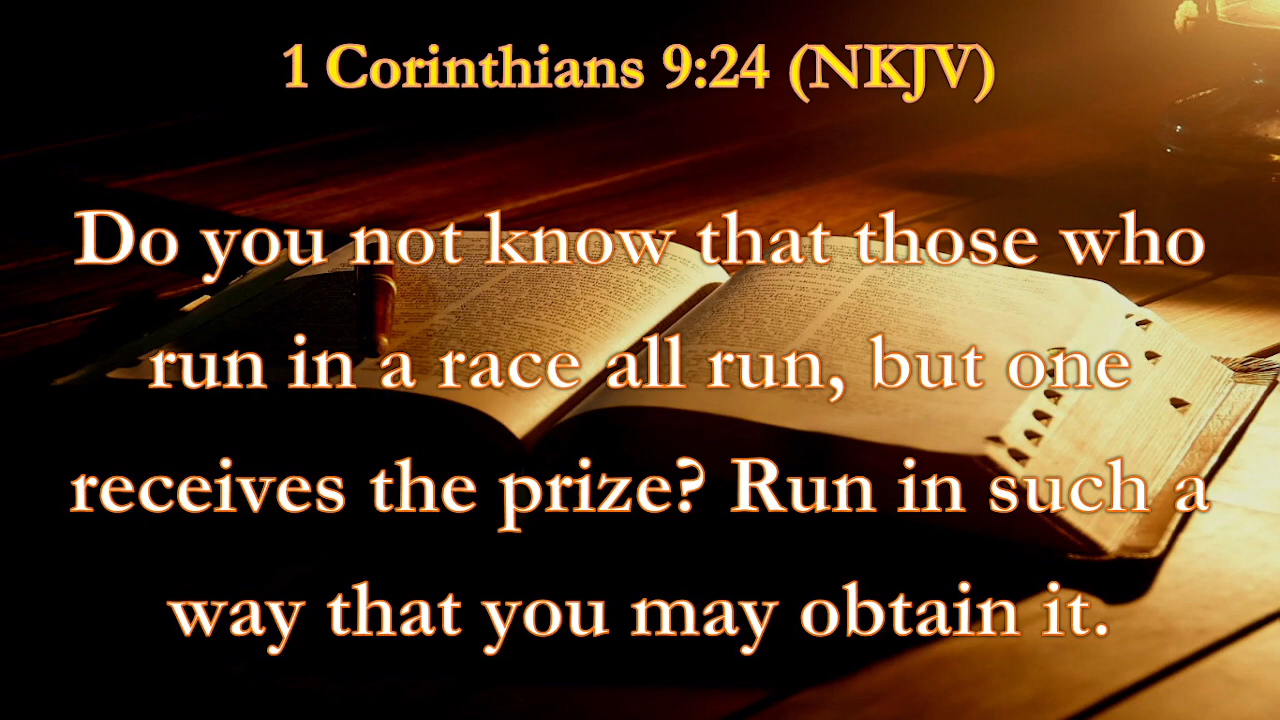 1 Corinthians 9:24 (NKJV)
Do you not know that those who
run in a race all run, but one
receives the prize? Run in such a
way that you may obtain it.